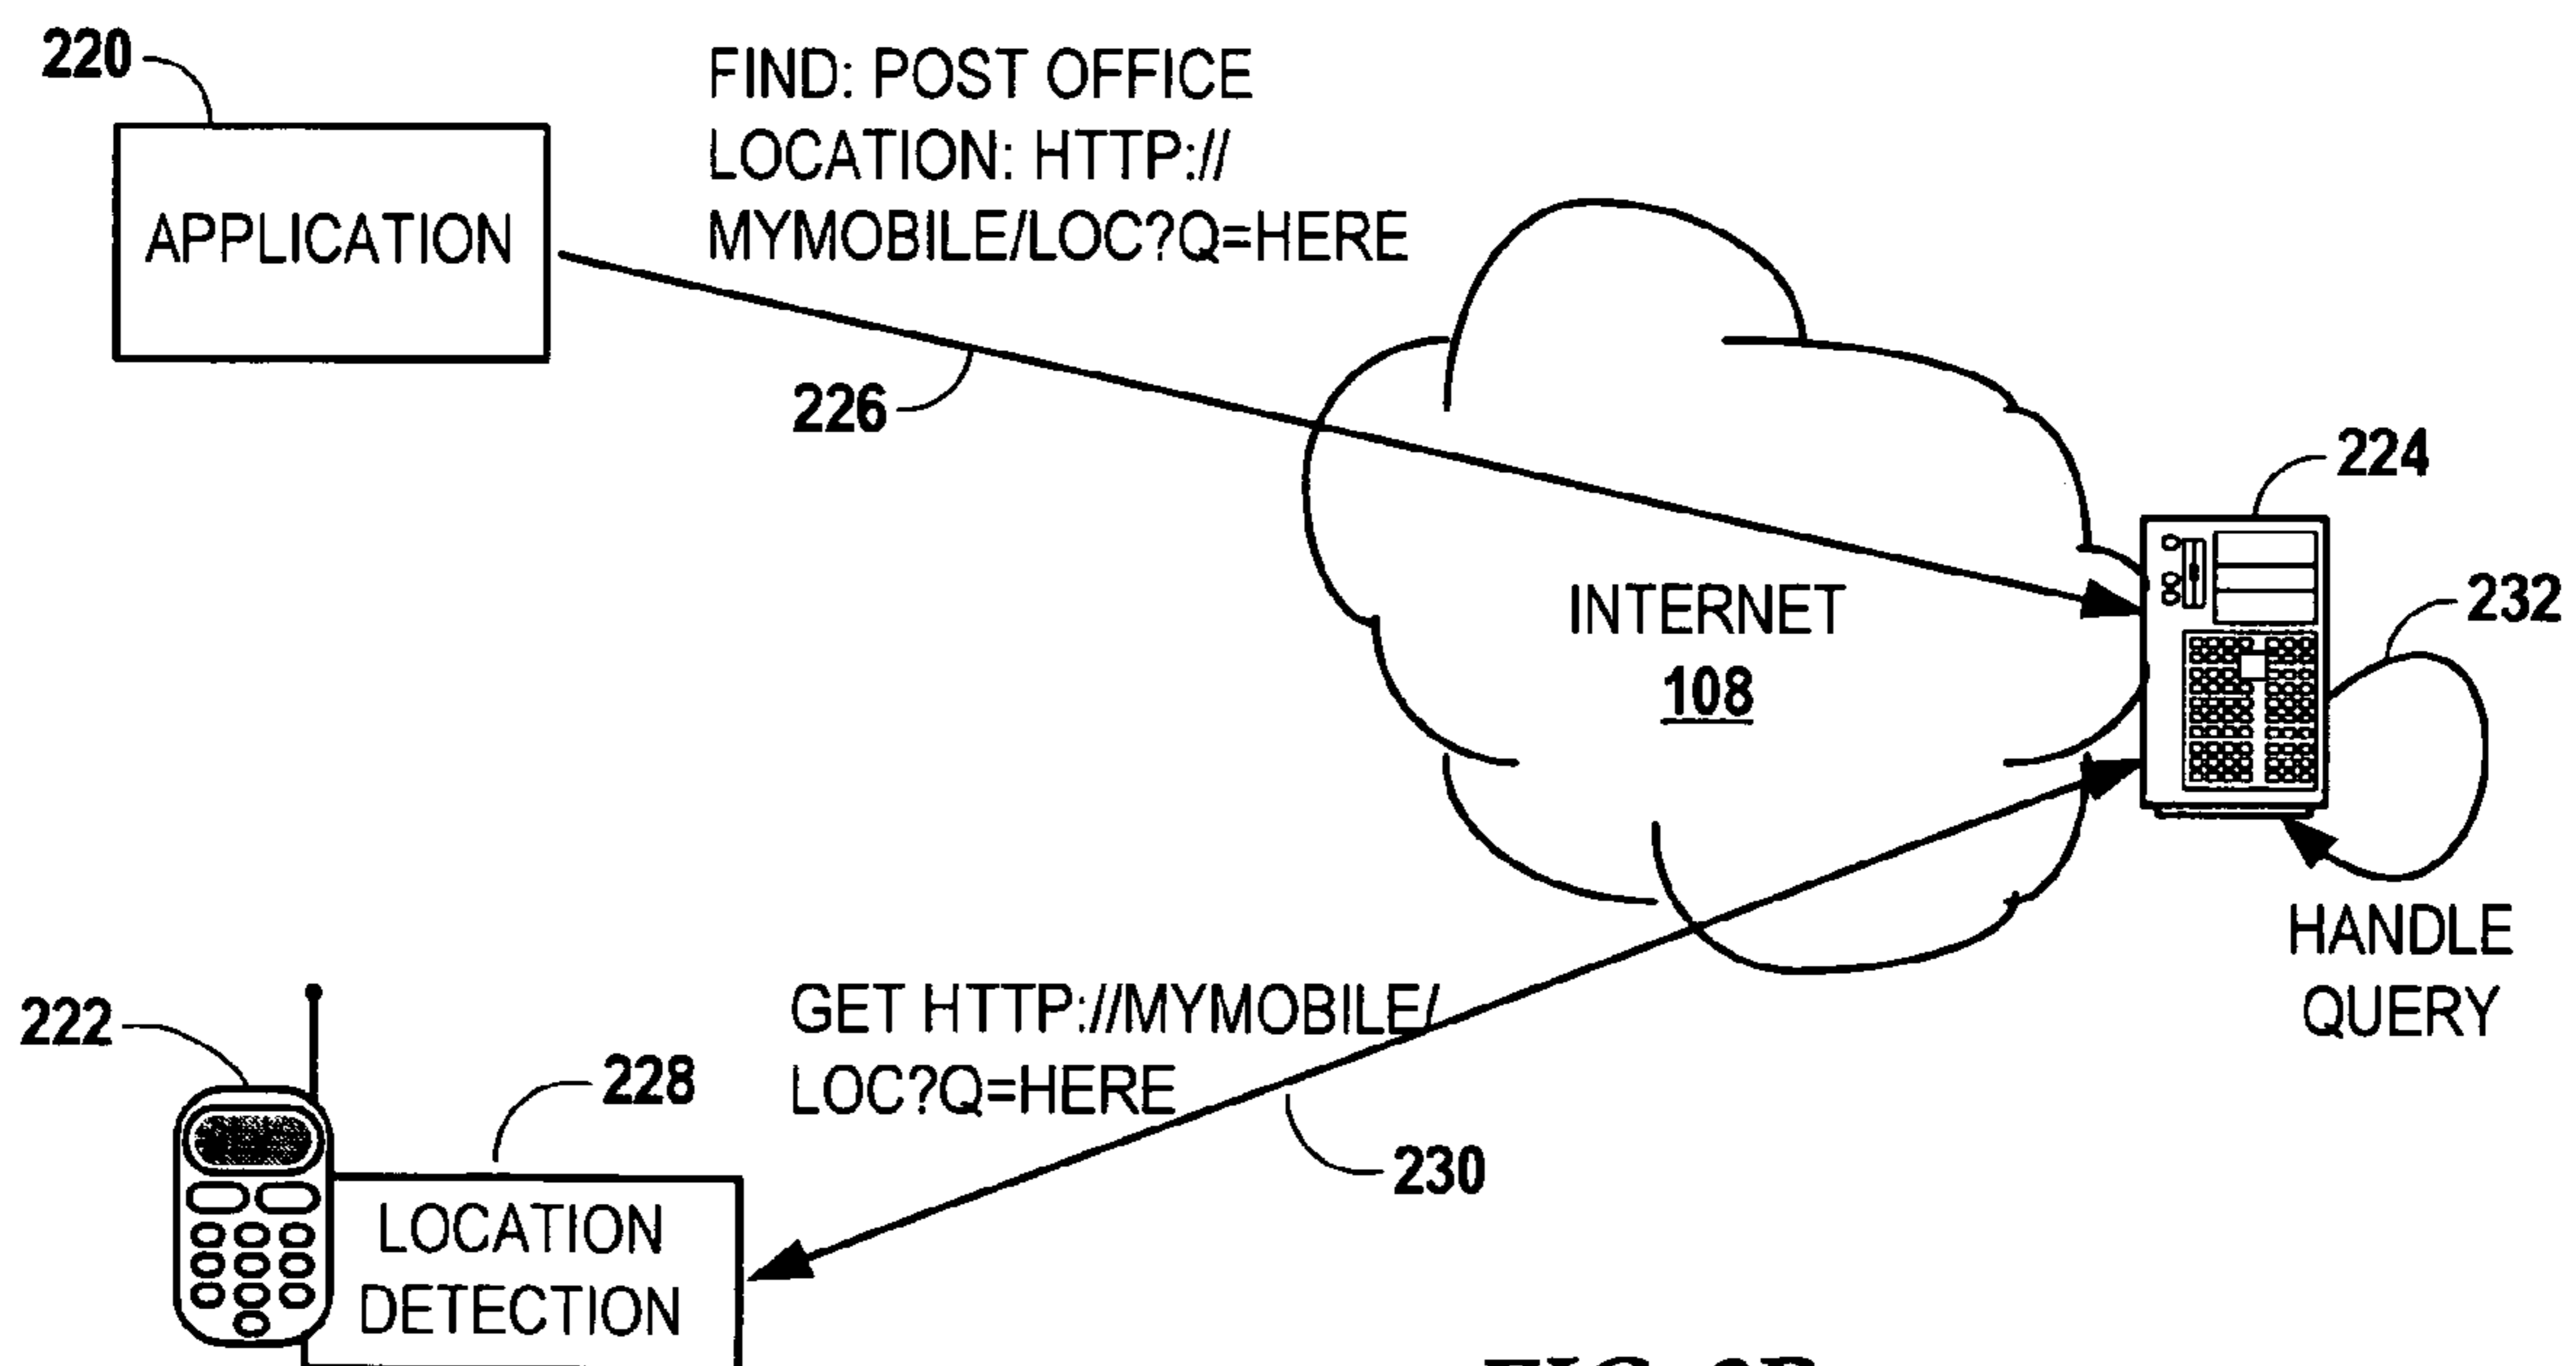 220
FIND: POST OFFICE
LOCATION: HTTP://
MYMOBILE/LOC?Q=HERE
APPLICATION
226
224
INTERNET
108
232
HANDLE
QUERY
222
GET HTTP://MYMOBILE/
LOC?Q=HERE
228
230
LOCATION
DETECTION